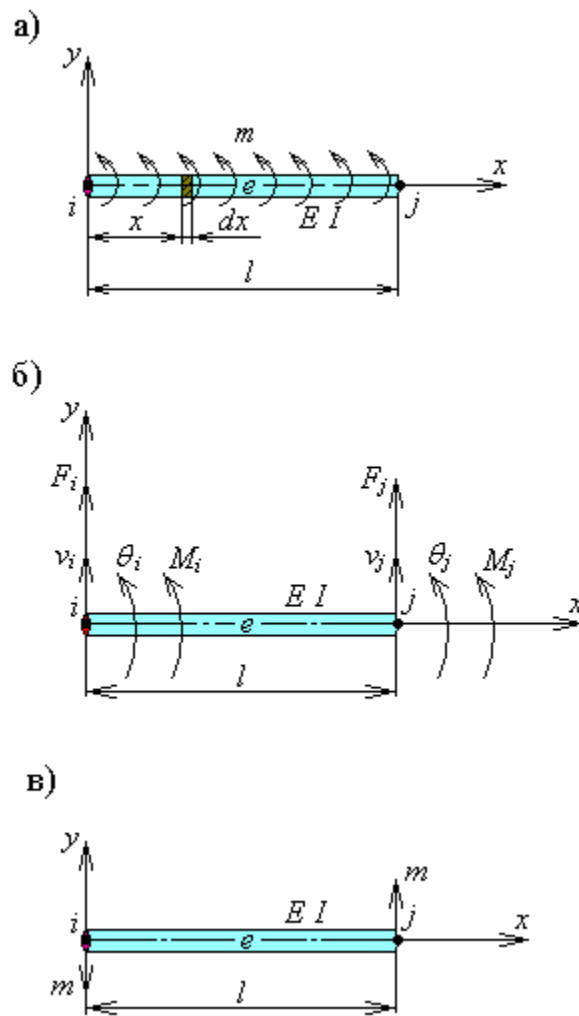 а)
y
m
i
e
E I
j
x
x
dx
l
б)
y
F_i
F_j
v_i
θ_i
M_i
v_j
θ_j
M_j
i
e
E I
j
x
l
в)
y
m
i
e
E I
j
x
m
l